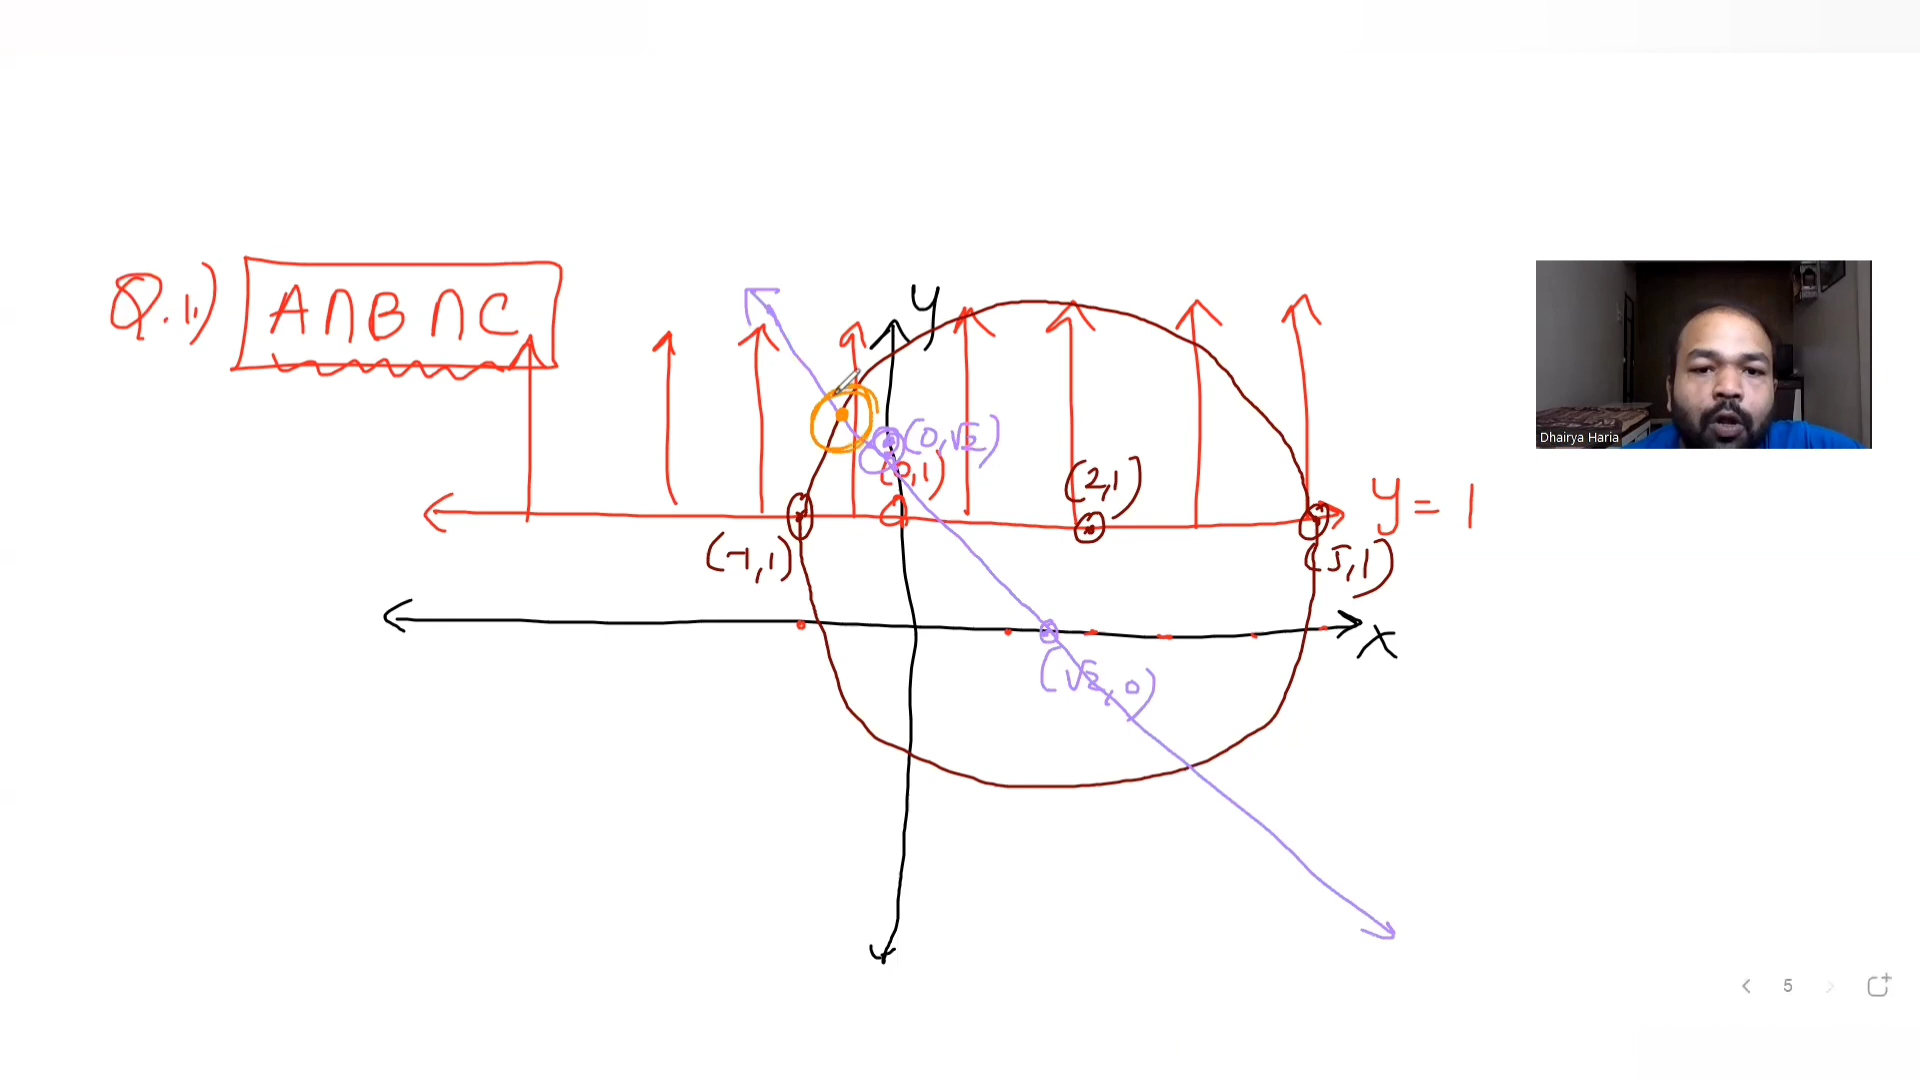 Q.1) A∩B∩C
y
(0,√2)
(0,1)
(2,1)
y = 1
(-1,1)
(5,1)
x
(√2,0)
Dhairya Haria
5